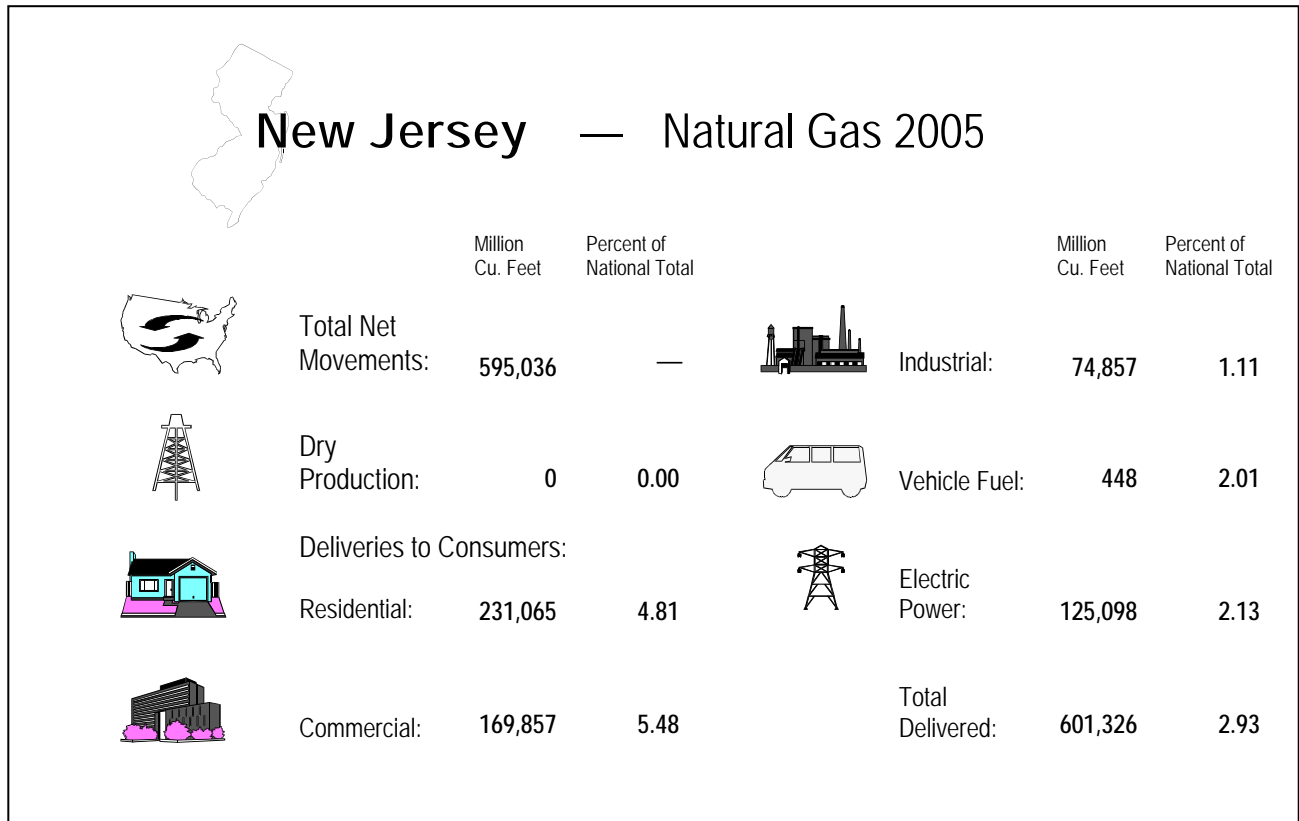 New Jersey — Natural Gas 2005
Million Cu. Feet
Percent of National Total
Total Net Movements: 595,036 —
Dry Production: 0 0.00
Deliveries to Consumers:
Residential: 231,065 4.81
Commercial: 169,857 5.48
Million Cu. Feet
Percent of National Total
Industrial: 74,857 1.11
Vehicle Fuel: 448 2.01
Electric Power: 125,098 2.13
Total Delivered: 601,326 2.93